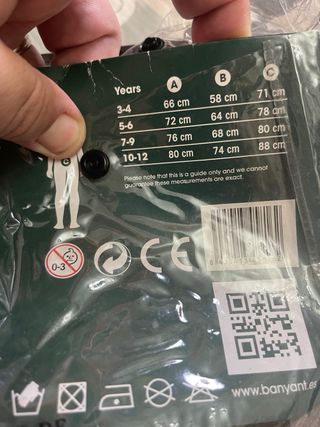 Years A B C
3-4 66 cm 58 cm 71 cm
5-6 72 cm 64 cm 78 cm
7-9 76 cm 68 cm 80 cm
10-12 80 cm 74 cm 88 cm
Please note that this is a guide only and we cannot
guarantee these measurements are exact.
C
0-3
CE
www.banyant.es